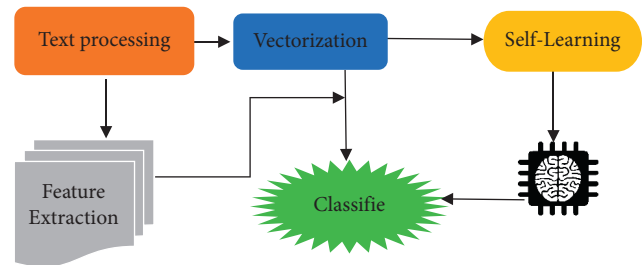 Text processing
Vectorization
Self-Learning
Feature
Extraction
Classifie